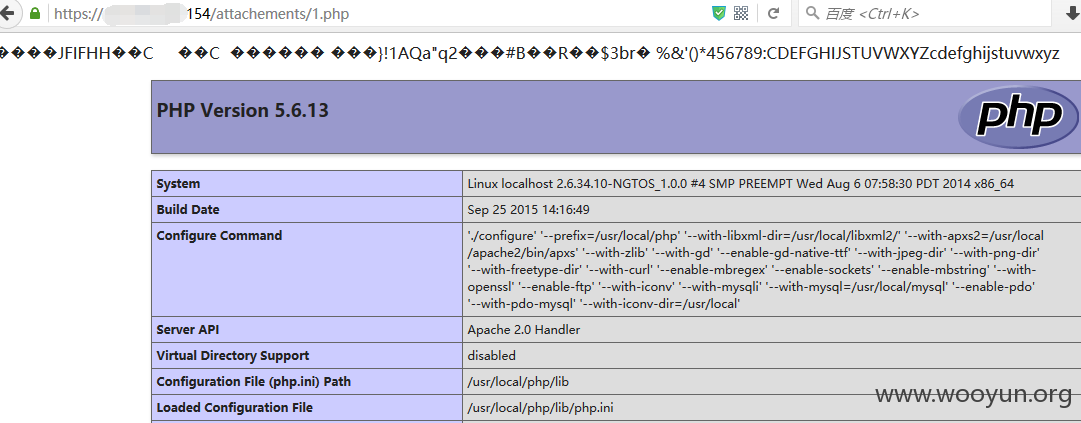 https://154/attachements/1.php
百度 <Ctrl+K>
����JFIFHH��C ��C ������ ���}!1AQa"q2���#B��R��$3br� %&'()*456789:CDEFGHIJSTUVWXYZcdefghijstuvwxyz
PHP Version 5.6.13
php
System
Linux localhost 2.6.34.10-NGTOS_1.0.0 #4 SMP PREEMPT Wed Aug 6 07:58:30 PDT 2014 x86_64
Build Date
Sep 25 2015 14:16:49
Configure Command
'./configure' '--prefix=/usr/local/php' '--with-libxml-dir=/usr/local/libxml2/' '--with-apxs2=/usr/local
/apache2/bin/apxs' '--with-zlib' '--with-gd' '--enable-gd-native-ttf' '--with-jpeg-dir' '--with-png-dir'
'--with-freetype-dir' '--with-curl' '--enable-mbregex' '--enable-sockets' '--enable-mbstring' '--with-
openssl' '--enable-ftp' '--with-iconv' '--with-mysqli' '--with-mysql=/usr/local/mysql' '--enable-pdo'
'--with-pdo-mysql' '--with-iconv-dir=/usr/local'
Server API
Apache 2.0 Handler
Virtual Directory Support
disabled
Configuration File (php.ini) Path
/usr/local/php/lib
Loaded Configuration File
/usr/local/php/lib/php.ini
www.wooyun.org